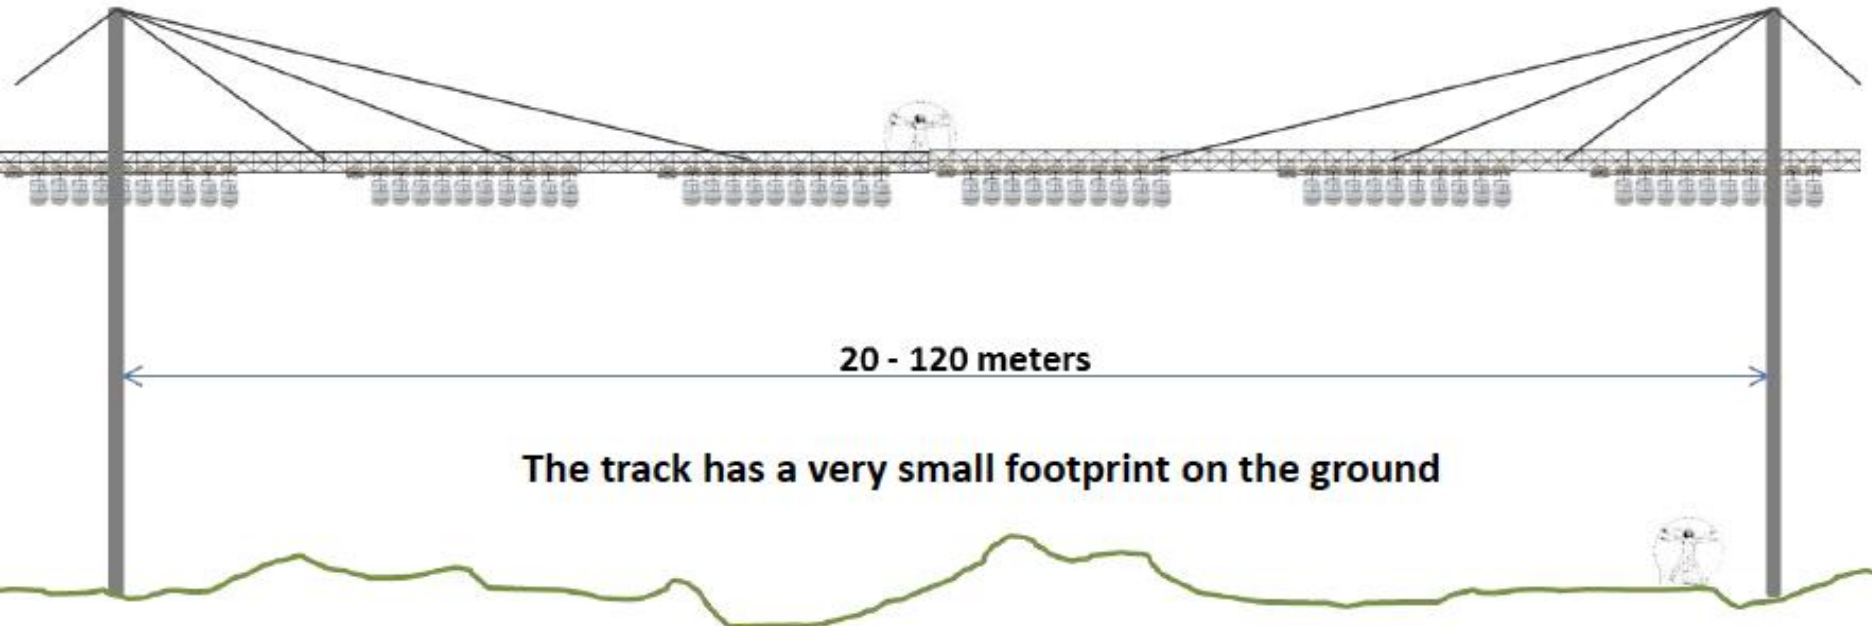 20 - 120 meters
The track has a very small footprint on the ground